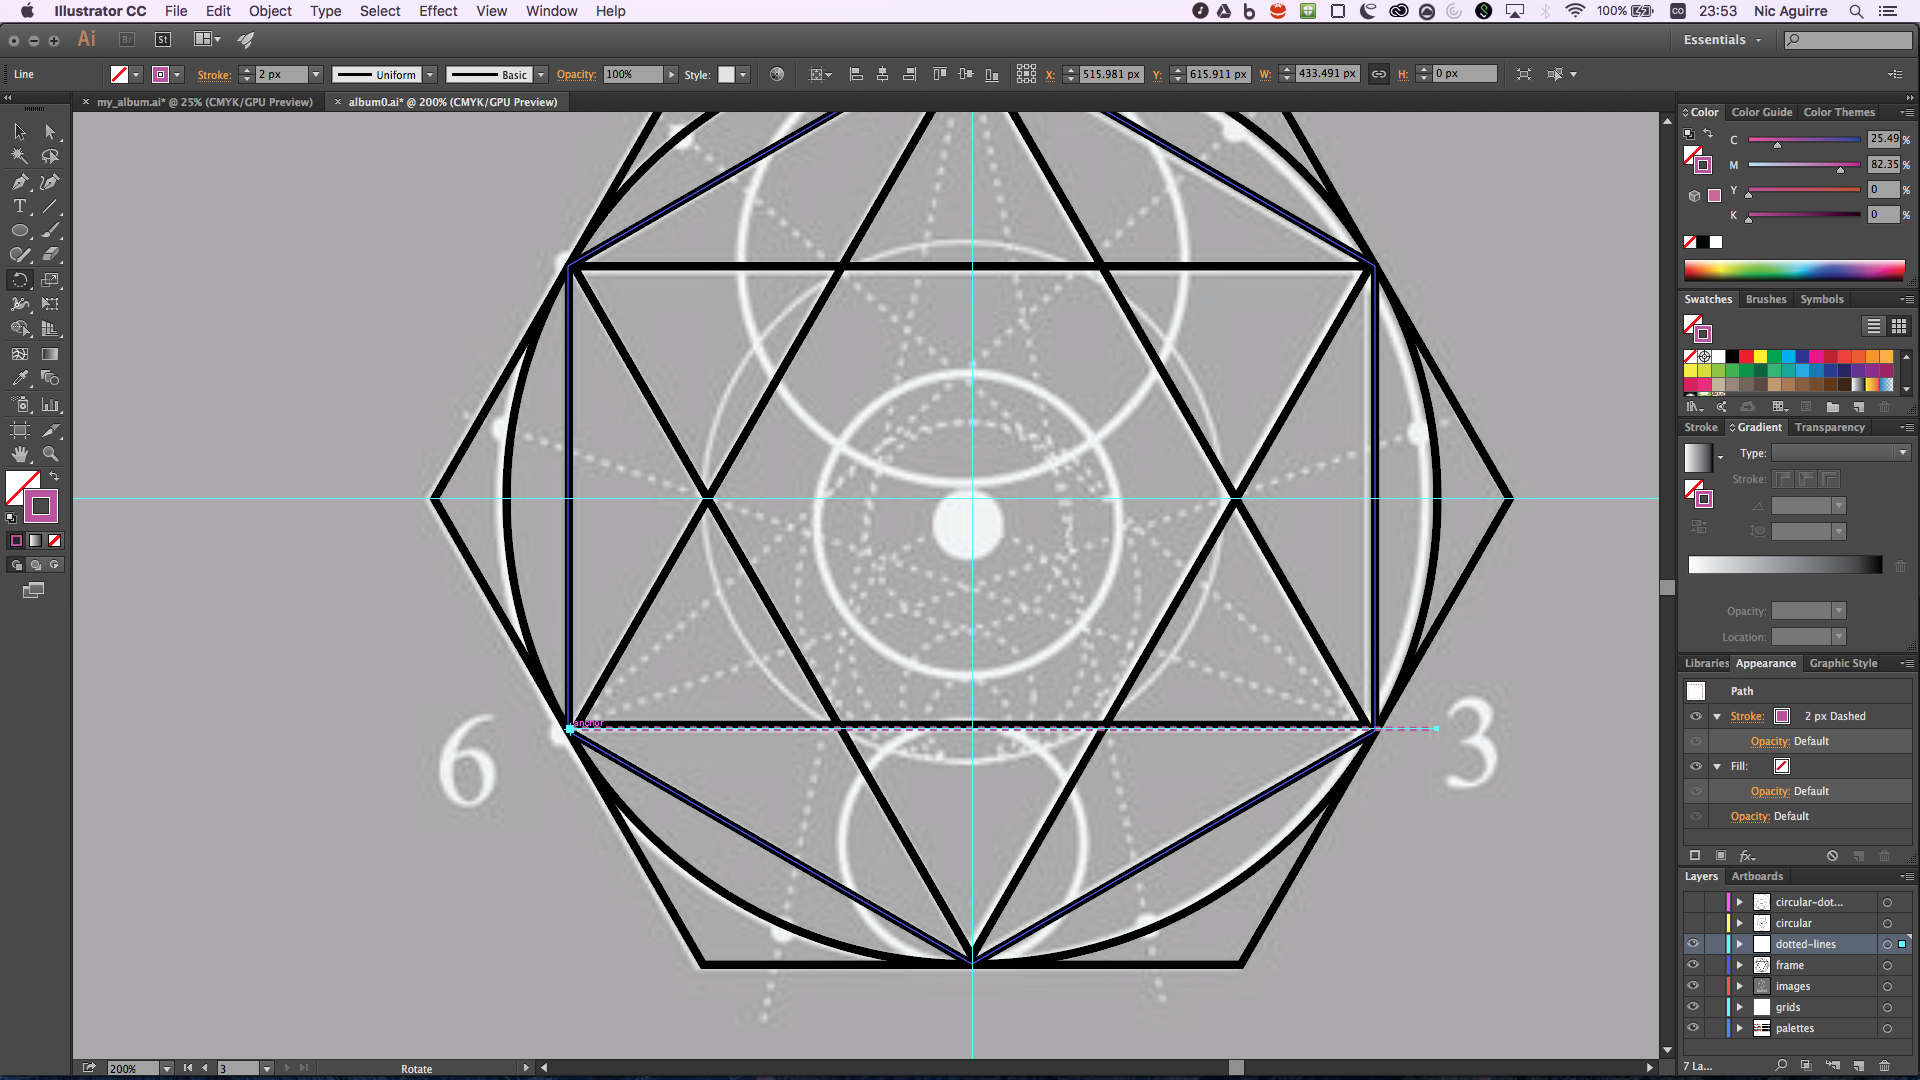 Illustrator CC File Edit Object Type Select Effect View Window Help 100% 23:53 Nic Aguirre
Ai Br St Essentials
Line Stroke: 2 px Uniform Basic Opacity: 100% Style: X: 515.981 px Y: 615.911 px W: 433.491 px H: 0 px
× my_album.ai* @ 25% (CMYK/GPU Preview) × album0.ai* @ 200% (CMYK/GPU Preview)
Color Color Guide Color Themes
C 25.49 %
M 82.35 %
Y 0 %
K 0 %
Swatches Brushes Symbols
Stroke Gradient Transparency
Type:
Stroke:
Opacity:
Location:
Libraries Appearance Graphic Style
Path
Stroke: 2 px Dashed
Opacity: Default
Fill:
Opacity: Default
Opacity: Default
fx
anchor
6
3
Layers Artboards
circular-dot...
circular
dotted-lines
frame
images
grids
palettes
7 La...
200% 3 Rotate